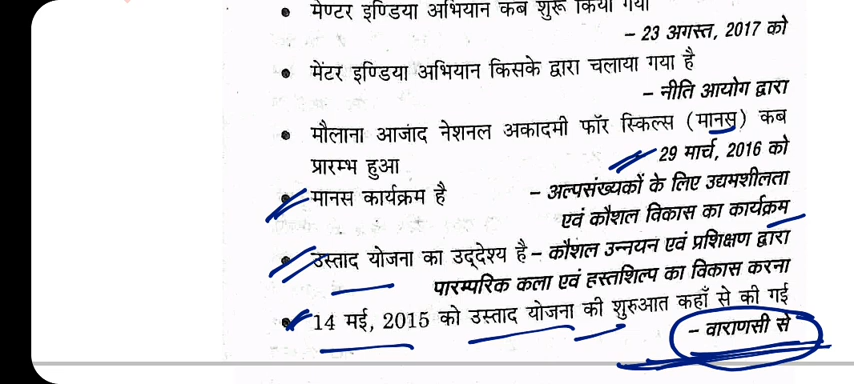 • मेण्टर इण्डिया अभियान कब शुरू किया गया
– 23 अगस्त, 2017 को
• मेंटर इण्डिया अभियान किसके द्वारा चलाया गया है
– नीति आयोग द्वारा
• मौलाना आजाद नेशनल अकादमी फॉर स्किल्स (मानस) कब
प्रारम्भ हुआ – 29 मार्च, 2016 को
• मानस कार्यक्रम है – अल्पसंख्यकों के लिए उद्यमशीलता
एवं कौशल विकास का कार्यक्रम
• उस्ताद योजना का उद्देश्य है – कौशल उन्नयन एवं प्रशिक्षण द्वारा
पारम्परिक कला एवं हस्तशिल्प का विकास करना
• 14 मई, 2015 को उस्ताद योजना की शुरुआत कहाँ से की गई
– वाराणसी से